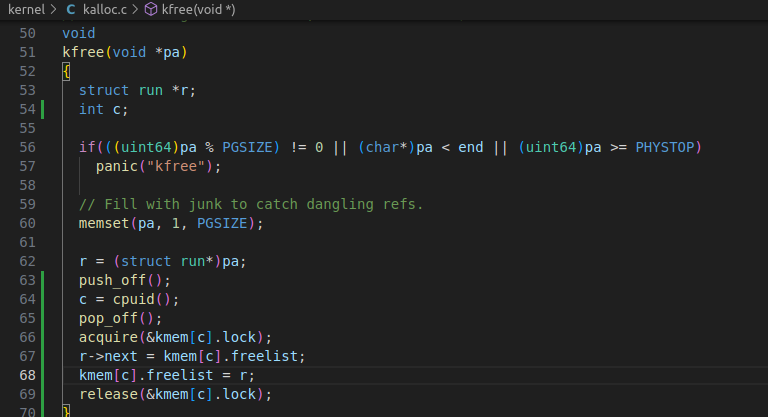 kernel > C kalloc.c > kfree(void *)
50 void
51 kfree(void *pa)
52 {
53   struct run *r;
54   int c;
55
56   if(((uint64)pa % PGSIZE) != 0 || (char*)pa < end || (uint64)pa >= PHYSTOP)
57     panic("kfree");
58
59   // Fill with junk to catch dangling refs.
60   memset(pa, 1, PGSIZE);
61
62   r = (struct run*)pa;
63   push_off();
64   c = cpuid();
65   pop_off();
66   acquire(&kmem[c].lock);
67   r->next = kmem[c].freelist;
68   kmem[c].freelist = r;
69   release(&kmem[c].lock);
70 }